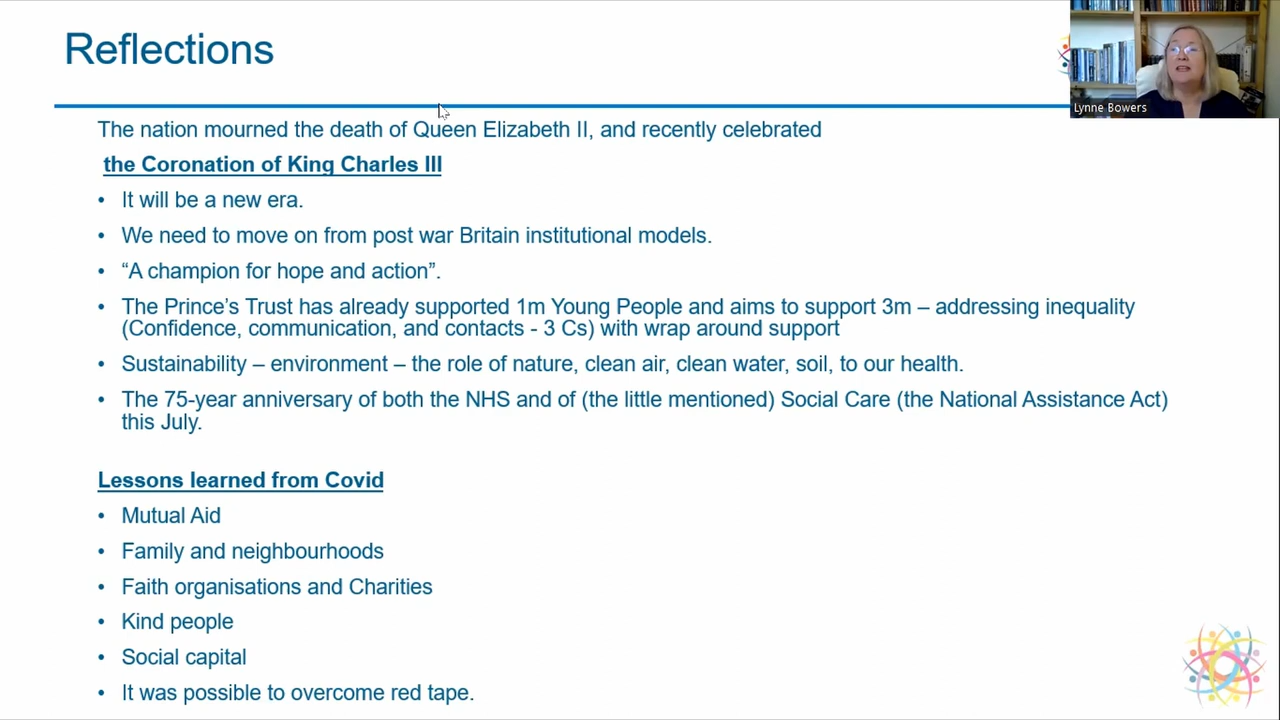 Reflections
Lynne Bowers
The nation mourned the death of Queen Elizabeth II, and recently celebrated
the Coronation of King Charles III
• It will be a new era.
• We need to move on from post war Britain institutional models.
• “A champion for hope and action”.
• The Prince’s Trust has already supported 1m Young People and aims to support 3m – addressing inequality
(Confidence, communication, and contacts - 3 Cs) with wrap around support
• Sustainability – environment – the role of nature, clean air, clean water, soil, to our health.
• The 75-year anniversary of both the NHS and of (the little mentioned) Social Care (the National Assistance Act)
this July.
Lessons learned from Covid
• Mutual Aid
• Family and neighbourhoods
• Faith organisations and Charities
• Kind people
• Social capital
• It was possible to overcome red tape.